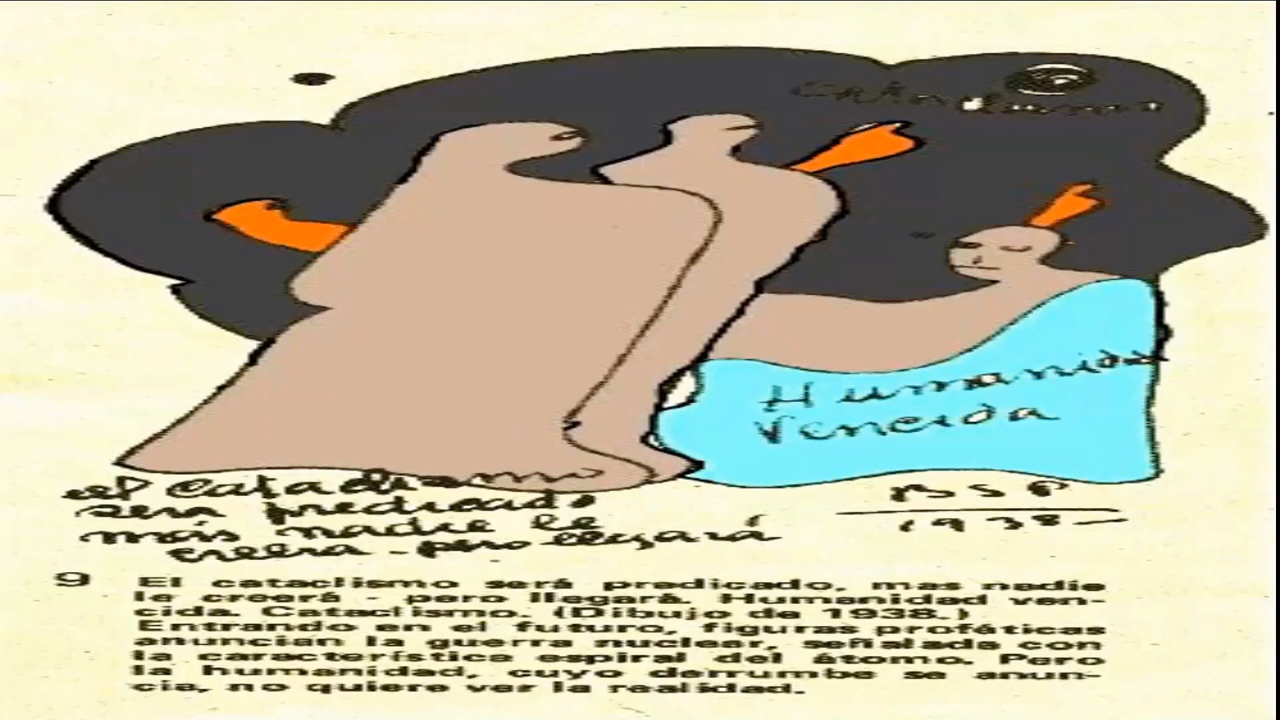 Cataclismo
Humanidad
Vencida
BSP
1938
el cataclismo
será predicado
más nadie le
creerá - pero llegará
9 El cataclismo será predicado, mas nadie
le creerá - pero llegará. Humanidad ven-
cida. Cataclismo. (Dibujo de 1938.)
Entrando en el futuro, figuras proféticas
anuncian la guerra nuclear, señalada con
la característica espiral del átomo. Pero
la humanidad, cuyo derrumbe se anun-
cia, no quiere ver la realidad.